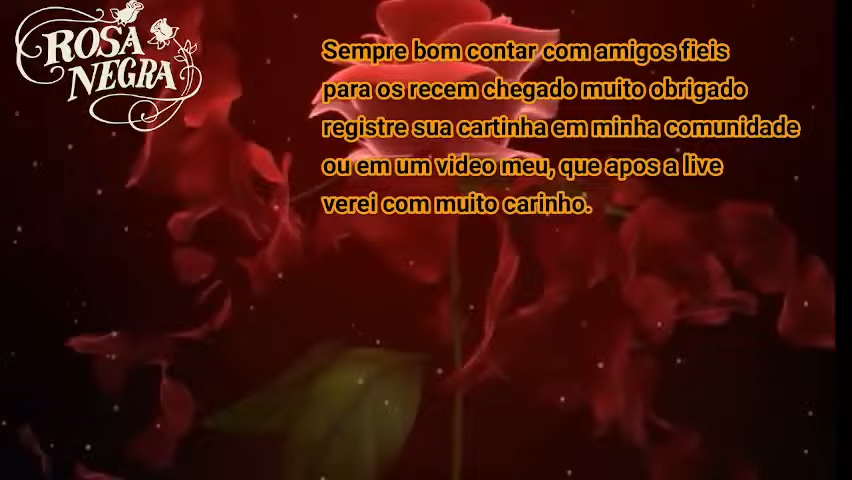 ROSA
NEGRA
Sempre bom contar com amigos fieis
para os recem chegado muito obrigado
registre sua cartinha em minha comunidade
ou em um video meu, que apos a live
verei com muito carinho.